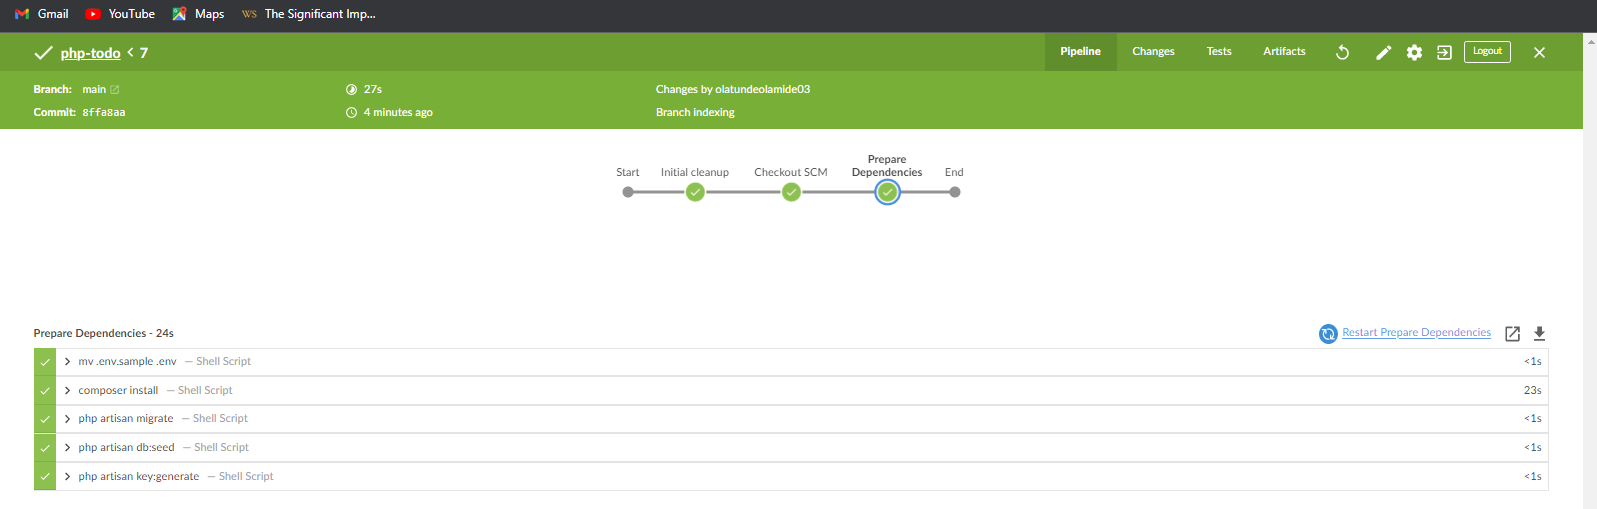 Gmail YouTube Maps WS The Significant Imp...
php-todo < 7 Pipeline Changes Tests Artifacts Logout
Branch: main 27s Changes by olatundeolamide03
Commit: 8ffa8aa 4 minutes ago Branch indexing
Start Initial cleanup Checkout SCM Prepare Dependencies End
Prepare Dependencies - 24s Restart Prepare Dependencies
mv .env.sample .env — Shell Script <1s
composer install — Shell Script 23s
php artisan migrate — Shell Script <1s
php artisan db:seed — Shell Script <1s
php artisan key:generate — Shell Script <1s